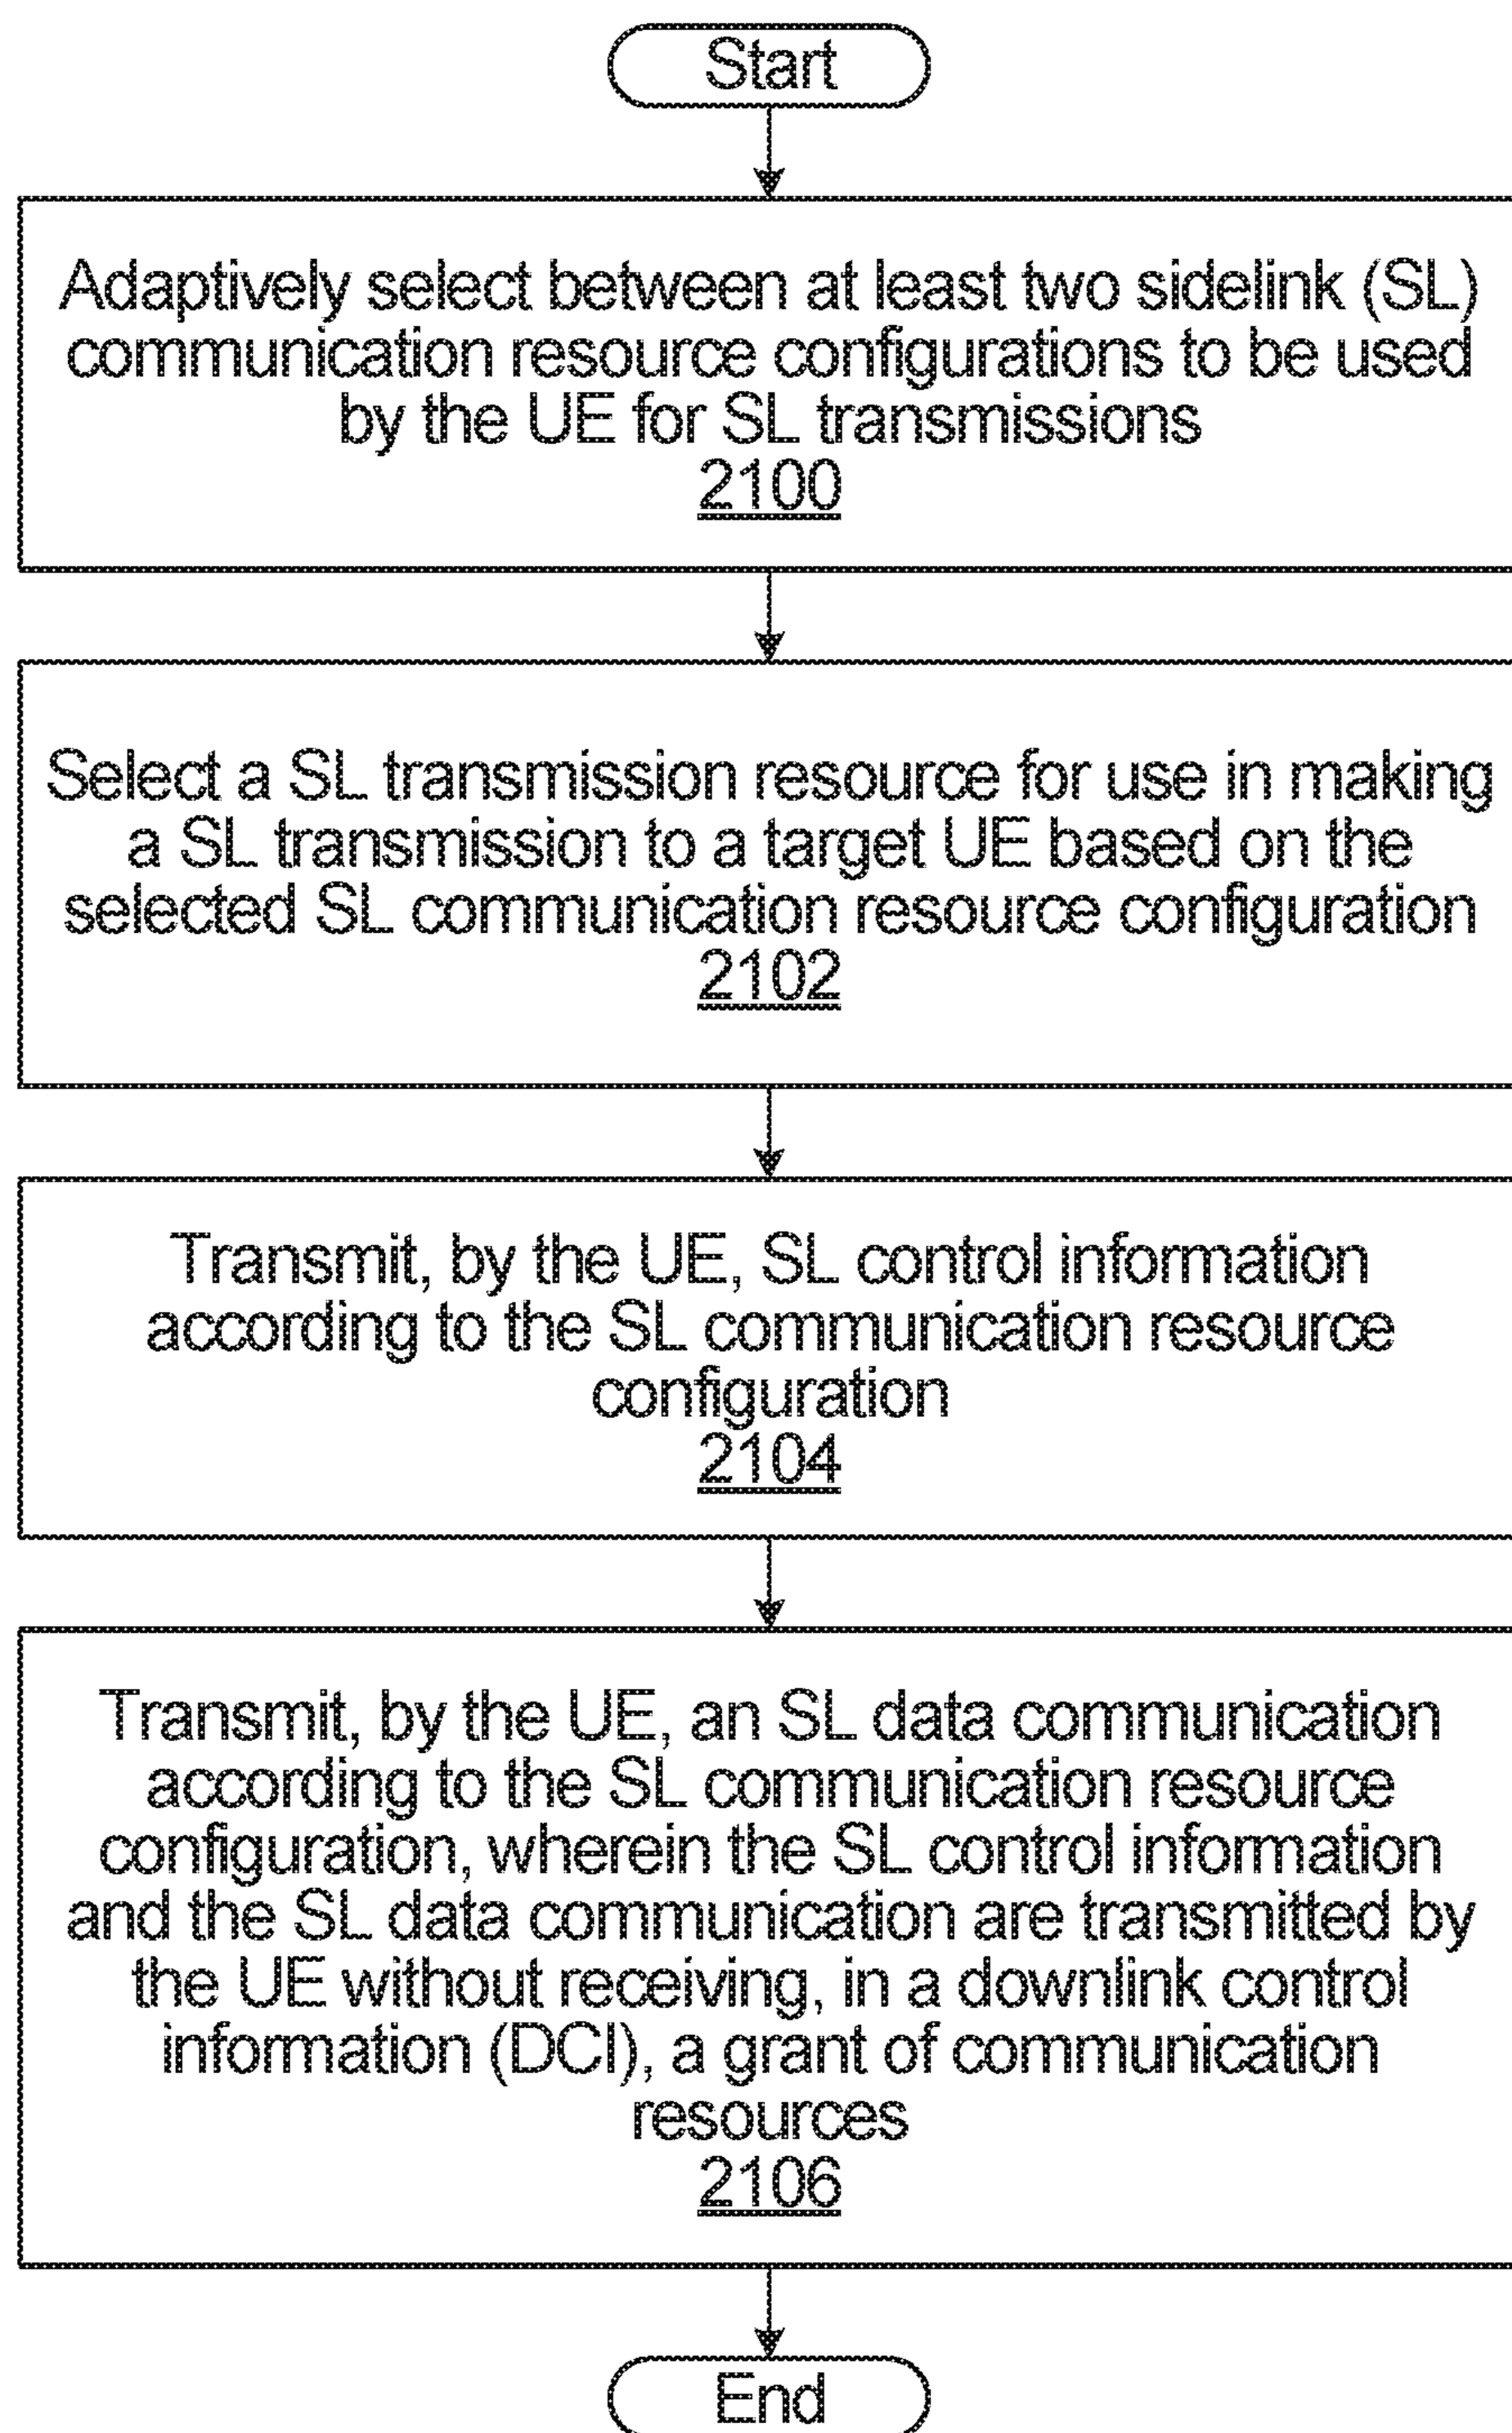 Start
Adaptively select between at least two sidelink (SL)
communication resource configurations to be used
by the UE for SL transmissions
2100
Select a SL transmission resource for use in making
a SL transmission to a target UE based on the
selected SL communication resource configuration
2102
Transmit, by the UE, SL control information
according to the SL communication resource
configuration
2104
Transmit, by the UE, an SL data communication
according to the SL communication resource
configuration, wherein the SL control information
and the SL data communication are transmitted by
the UE without receiving, in a downlink control
information (DCI), a grant of communication
resources
2106
End